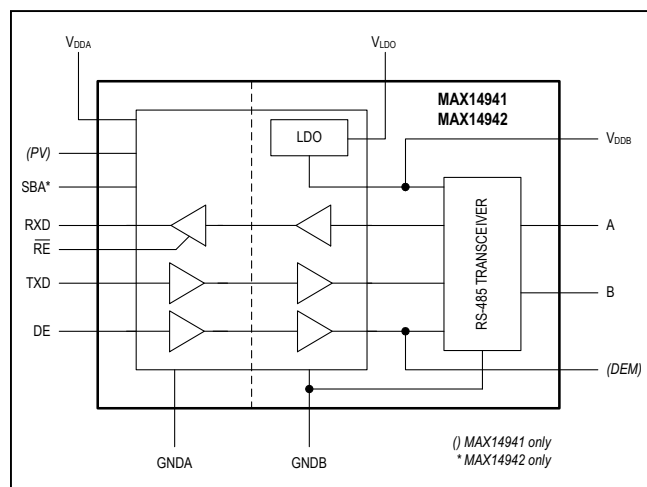 VDDA
VLDO
MAX14941
MAX14942
LDO
VDDB
(PV)
SBA*
RXD
A
R̅E̅
TXD
B
RS-485 TRANSCEIVER
DE
(DEM)
GNDA
GNDB
() MAX14941 only
* MAX14942 only